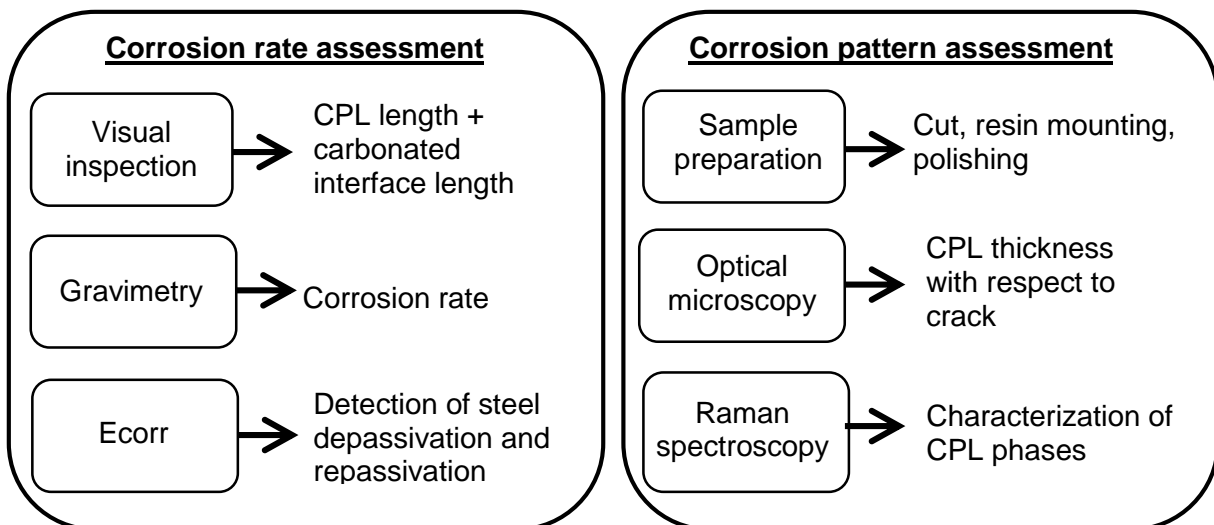 Corrosion rate assessment
Visual
inspection
CPL length +
carbonated
interface length
Gravimetry
Corrosion rate
Ecorr
Detection of steel
depassivation and
repassivation
Corrosion pattern assessment
Sample
preparation
Cut, resin mounting,
polishing
Optical
microscopy
CPL thickness
with respect to
crack
Raman
spectroscopy
Characterization of
CPL phases